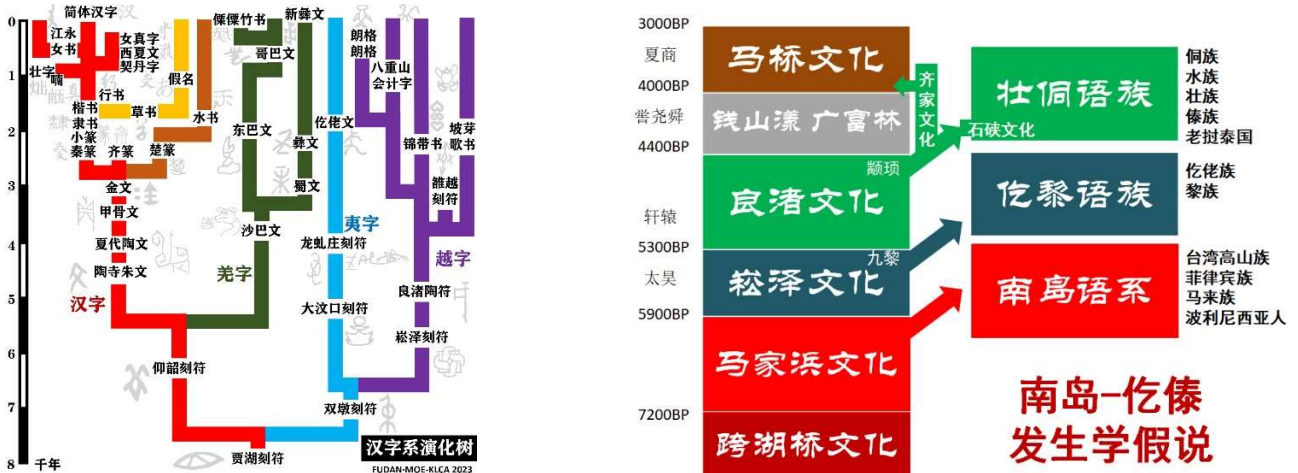 0
1
2
3
4
5
6
7
8
千年
简体汉字
江永
女书
女真字
西夏文
契丹字
壮字
喃
假名
行书
草书
楷书
隶书
小篆
秦篆
齐篆
楚篆
水书
金文
甲骨文
夏代陶文
陶寺朱文
汉字
仰韶刻符
贾湖刻符
傈僳竹书
新彝文
哥巴文
东巴文
彝文
蜀文
沙巴文
羌字
仡佬文
夷字
龙虬庄刻符
大汶口刻符
双墩刻符
朗格
朗格
八重山
会计字
锦带书
坡芽
歌书
雒越
刻符
越字
良渚陶符
崧泽刻符
汉字系演化树
FUDAN-MOE-KLCA 2023
3000BP
夏商
4000BP
喾尧舜
4400BP
轩辕
5300BP
太昊
5900BP
7200BP
马桥文化
钱山漾 广富林
良渚文化
颛顼
崧泽文化
九黎
马家浜文化
跨湖桥文化
齐家文化
石硖文化
壮侗语族
侗族
水族
壮族
傣族
老挝泰国
仡黎语族
仡佬族
黎族
南岛语系
台湾高山族
菲律宾族
马来族
波利尼西亚人
南岛-仡傣
发生学假说